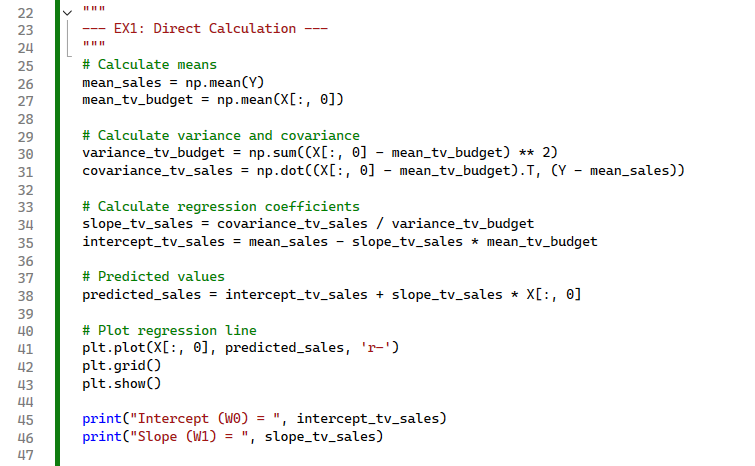 22 """
23 --- EX1: Direct Calculation ---
24 """
25 # Calculate means
26 mean_sales = np.mean(Y)
27 mean_tv_budget = np.mean(X[:, 0])
28
29 # Calculate variance and covariance
30 variance_tv_budget = np.sum((X[:, 0] - mean_tv_budget) ** 2)
31 covariance_tv_sales = np.dot((X[:, 0] - mean_tv_budget).T, (Y - mean_sales))
32
33 # Calculate regression coefficients
34 slope_tv_sales = covariance_tv_sales / variance_tv_budget
35 intercept_tv_sales = mean_sales - slope_tv_sales * mean_tv_budget
36
37 # Predicted values
38 predicted_sales = intercept_tv_sales + slope_tv_sales * X[:, 0]
39
40 # Plot regression line
41 plt.plot(X[:, 0], predicted_sales, 'r-')
42 plt.grid()
43 plt.show()
44
45 print("Intercept (W0) = ", intercept_tv_sales)
46 print("Slope (W1) = ", slope_tv_sales)
47